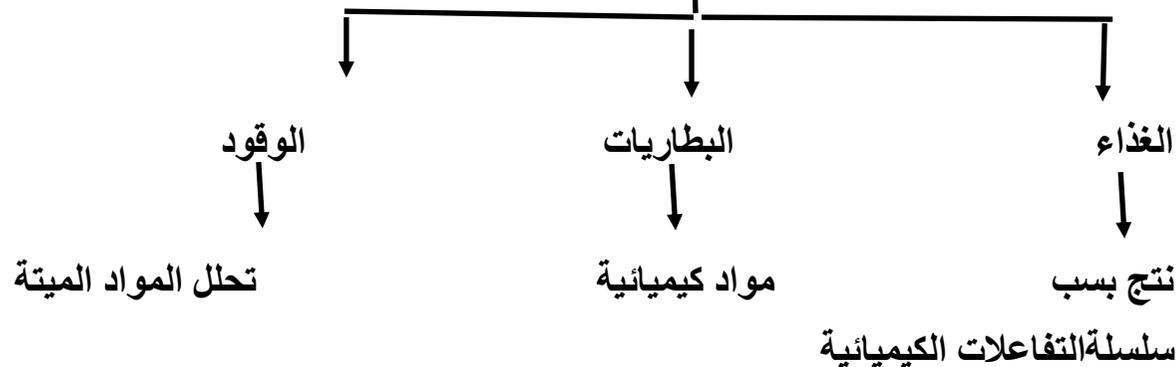 الغذاء البطاريات الوقود
نتج بسب مواد كيميائية تحلل المواد الميتة
سلسلةالتفاعلات الكيميائية